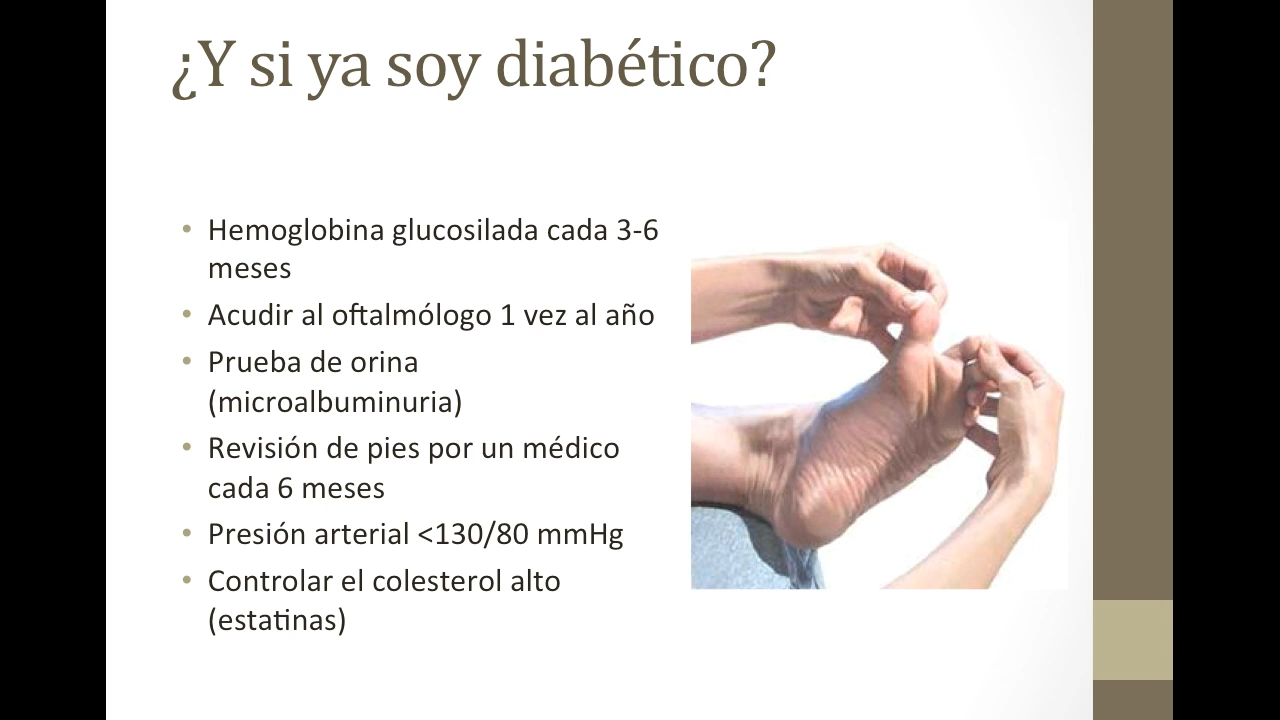 ¿Y si ya soy diabético?
• Hemoglobina glucosilada cada 3-6
meses
• Acudir al oftalmólogo 1 vez al año
• Prueba de orina
(microalbuminuria)
• Revisión de pies por un médico
cada 6 meses
• Presión arterial <130/80 mmHg
• Controlar el colesterol alto
(estatinas)